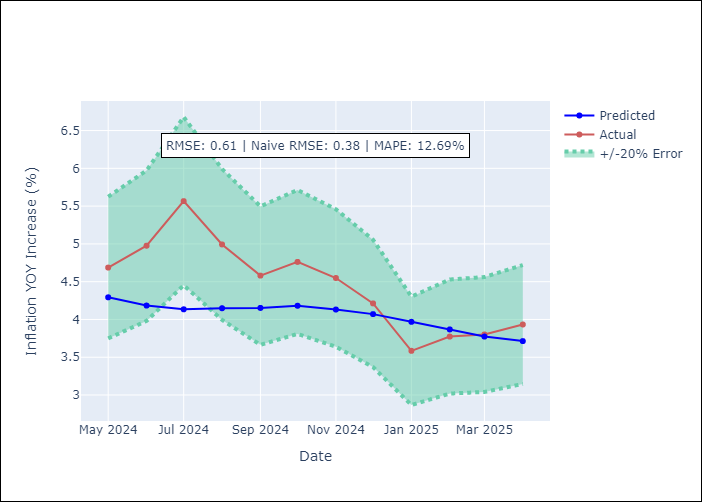 RMSE: 0.61 | Naive RMSE: 0.38 | MAPE: 12.69%
Predicted
Actual
+/-20% Error
Inflation YOY Increase (%)
6.5
6
5.5
5
4.5
4
3.5
3
May 2024
Jul 2024
Sep 2024
Nov 2024
Jan 2025
Mar 2025
Date